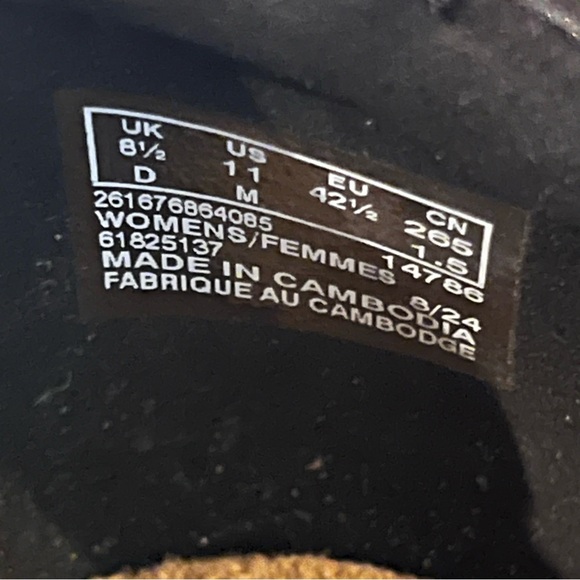 UK US EU CN
8½ 11 42½ 265
D M 1.5
261676864085 14786
WOMENS/FEMMES
61825137 8/24
MADE IN CAMBODIA
FABRIQUE AU CAMBODGE